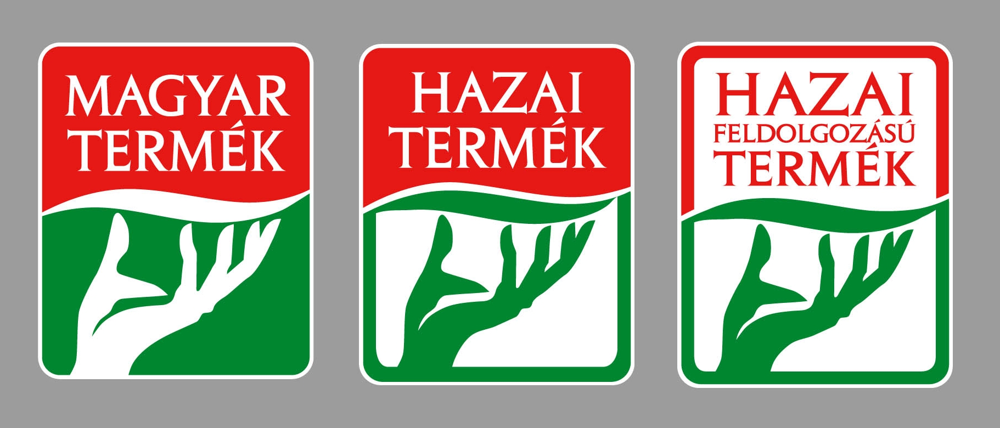 MAGYAR
TERMÉK
HAZAI
TERMÉK
HAZAI
FELDOLGOZÁSÚ
TERMÉK